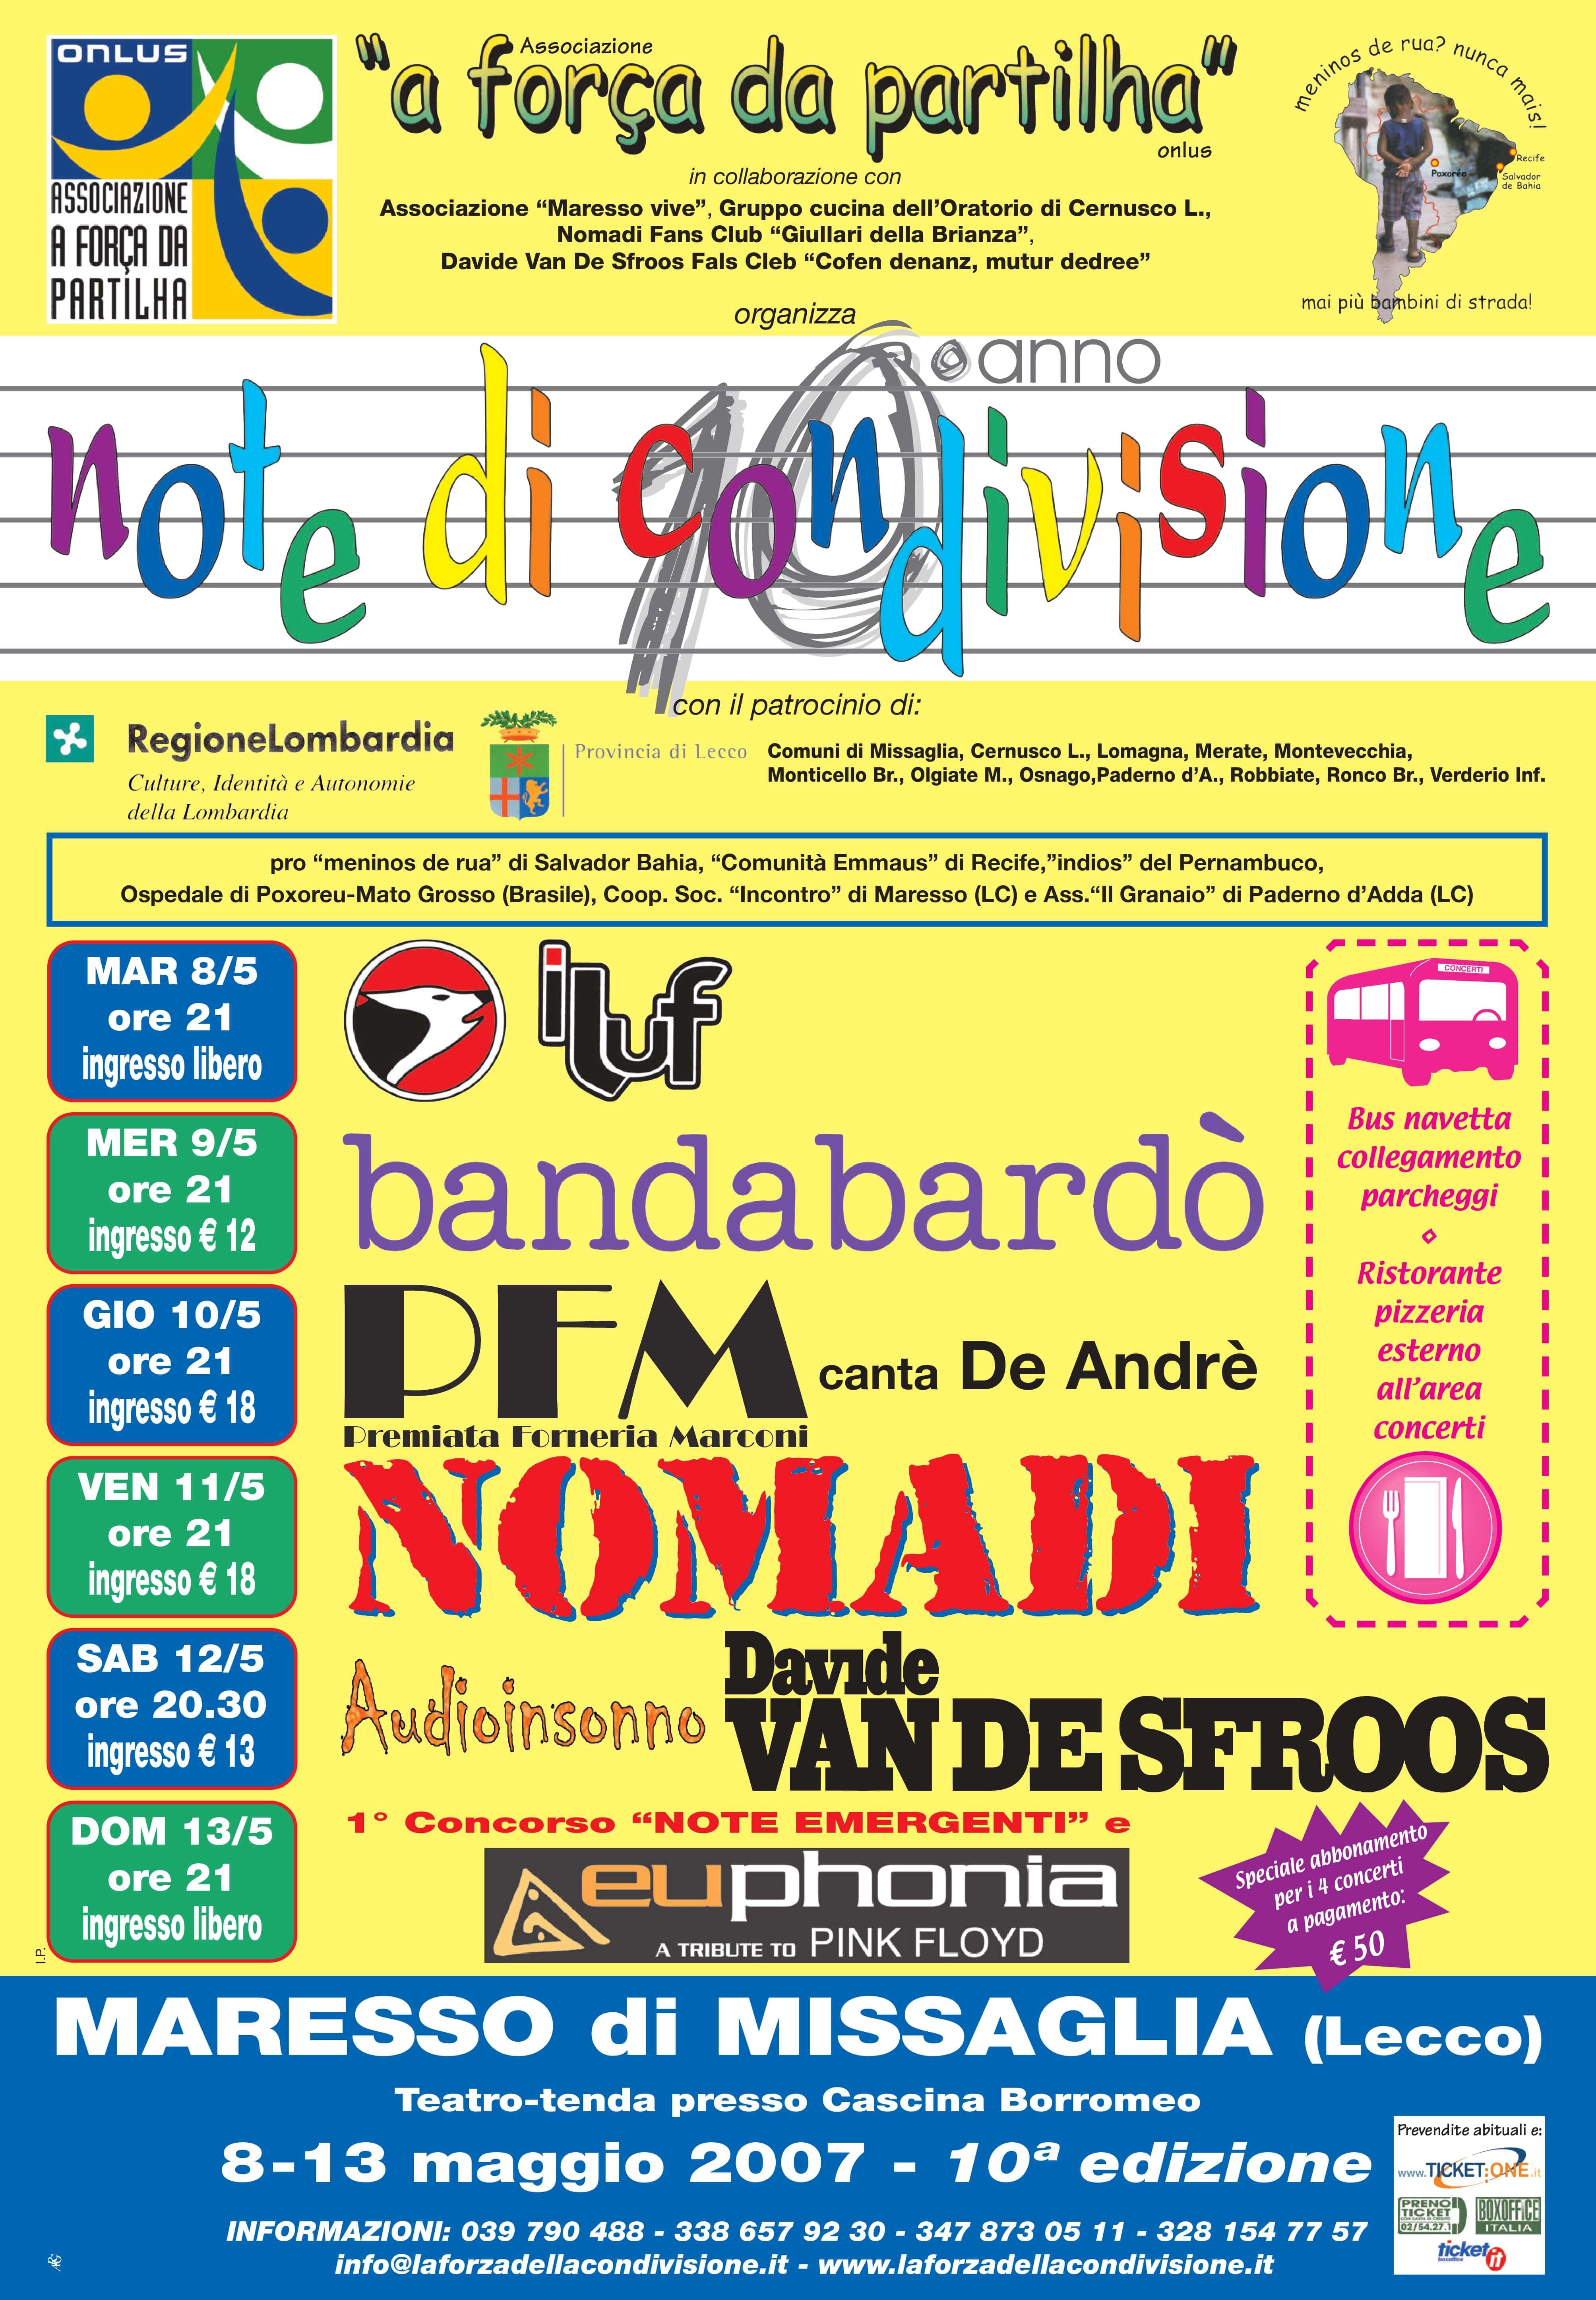 ONLUS
ASSOCIAZIONE
A FORÇA DA
PARTILHA
Associazione
"a força da partilha"
onlus
in collaborazione con
Associazione “Maresso vive”, Gruppo cucina dell’Oratorio di Cernusco L.,
Nomadi Fans Club “Giullari della Brianza”,
Davide Van De Sfroos Fals Cleb “Cofen denanz, mutur dedree”
organizza
meninos de rua? nunca mais!
Recife
Poxoréo
Salvador
de Bahia
mai più bambini di strada!
10° anno
note di condivisione
con il patrocinio di:
RegioneLombardia
Culture, Identità e Autonomie
della Lombardia
Provincia di Lecco
Comuni di Missaglia, Cernusco L., Lomagna, Merate, Montevecchia,
Monticello Br., Olgiate M., Osnago,Paderno d’A., Robbiate, Ronco Br., Verderio Inf.
pro “meninos de rua” di Salvador Bahia, “Comunità Emmaus” di Recife,”indios” del Pernambuco,
Ospedale di Poxoreu-Mato Grosso (Brasile), Coop. Soc. “Incontro” di Maresso (LC) e Ass.“Il Granaio” di Paderno d’Adda (LC)
MAR 8/5
ore 21
ingresso libero
iLuf
MER 9/5
ore 21
ingresso € 12
bandabardò
GIO 10/5
ore 21
ingresso € 18
PFM canta De Andrè
Premiata Forneria Marconi
VEN 11/5
ore 21
ingresso € 18
NOMADI
SAB 12/5
ore 20.30
ingresso € 13
Audioinsonno
Davide
VAN DE SFROOS
DOM 13/5
ore 21
ingresso libero
1° Concorso “NOTE EMERGENTI” e
euphonia
A TRIBUTE TO PINK FLOYD
CONCERTI
Bus navetta
collegamento
parcheggi
Ristorante
pizzeria
esterno
all’area
concerti
Speciale abbonamento
per i 4 concerti
a pagamento:
€ 50
I.P.
MARESSO di MISSAGLIA (Lecco)
Teatro-tenda presso Cascina Borromeo
8-13 maggio 2007 - 10ª edizione
INFORMAZIONI: 039 790 488 - 338 657 92 30 - 347 873 05 11 - 328 154 77 57
info@laforzadellacondivisione.it - www.laforzadellacondivisione.it
Prevendite abituali e:
www.TICKETONE.it
PRENO
TICKET
02/54.27.1
BOXOFFICE
ITALIA
ticket it